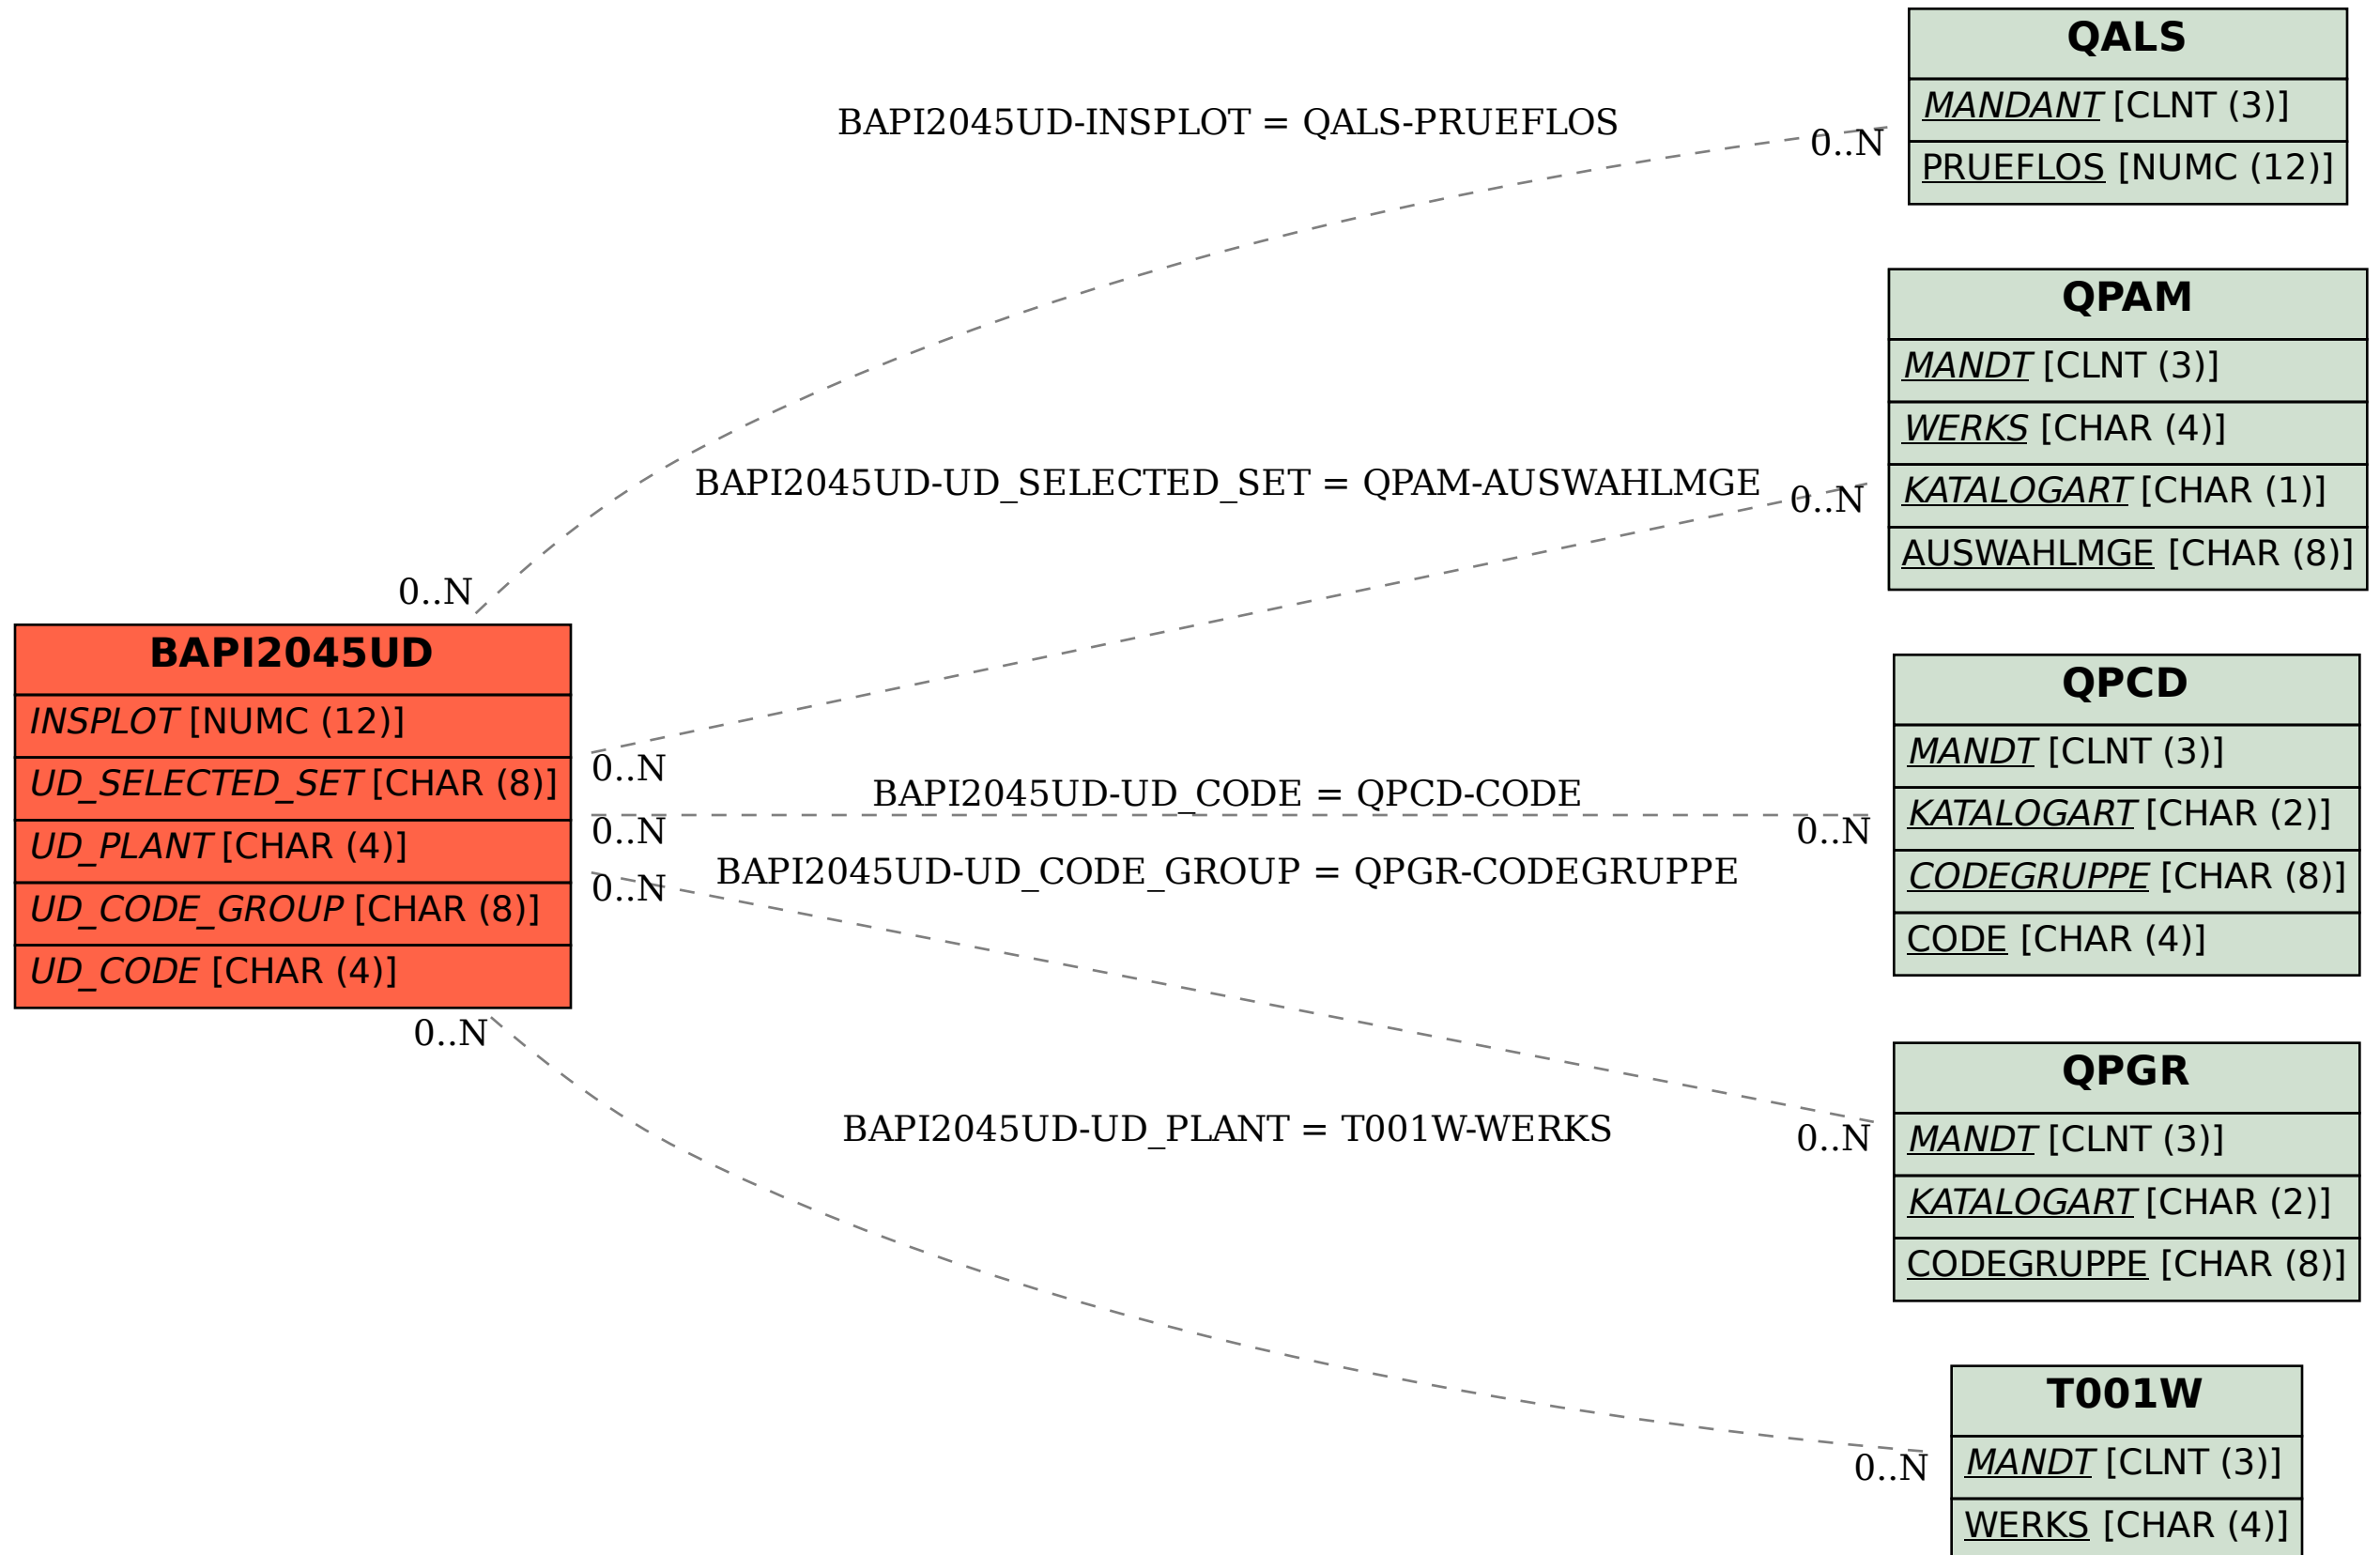 BAPI2045UD
INSPLOT [NUMC (12)]
UD_SELECTED_SET [CHAR (8)]
UD_PLANT [CHAR (4)]
UD_CODE_GROUP [CHAR (8)]
UD_CODE [CHAR (4)]
BAPI2045UD-INSPLOT = QALS-PRUEFLOS
0..N
0..N
BAPI2045UD-UD_SELECTED_SET = QPAM-AUSWAHLMGE
0..N
0..N
BAPI2045UD-UD_CODE = QPCD-CODE
0..N
0..N
BAPI2045UD-UD_CODE_GROUP = QPGR-CODEGRUPPE
0..N
0..N
BAPI2045UD-UD_PLANT = T001W-WERKS
0..N
0..N
QALS
MANDANT [CLNT (3)]
PRUEFLOS [NUMC (12)]
QPAM
MANDT [CLNT (3)]
WERKS [CHAR (4)]
KATALOGART [CHAR (1)]
AUSWAHLMGE [CHAR (8)]
QPCD
MANDT [CLNT (3)]
KATALOGART [CHAR (2)]
CODEGRUPPE [CHAR (8)]
CODE [CHAR (4)]
QPGR
MANDT [CLNT (3)]
KATALOGART [CHAR (2)]
CODEGRUPPE [CHAR (8)]
T001W
MANDT [CLNT (3)]
WERKS [CHAR (4)]